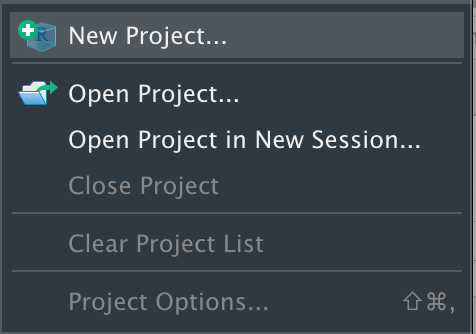 New Project...
Open Project...
Open Project in New Session...
Close Project
Clear Project List
Project Options... ⇧⌘,